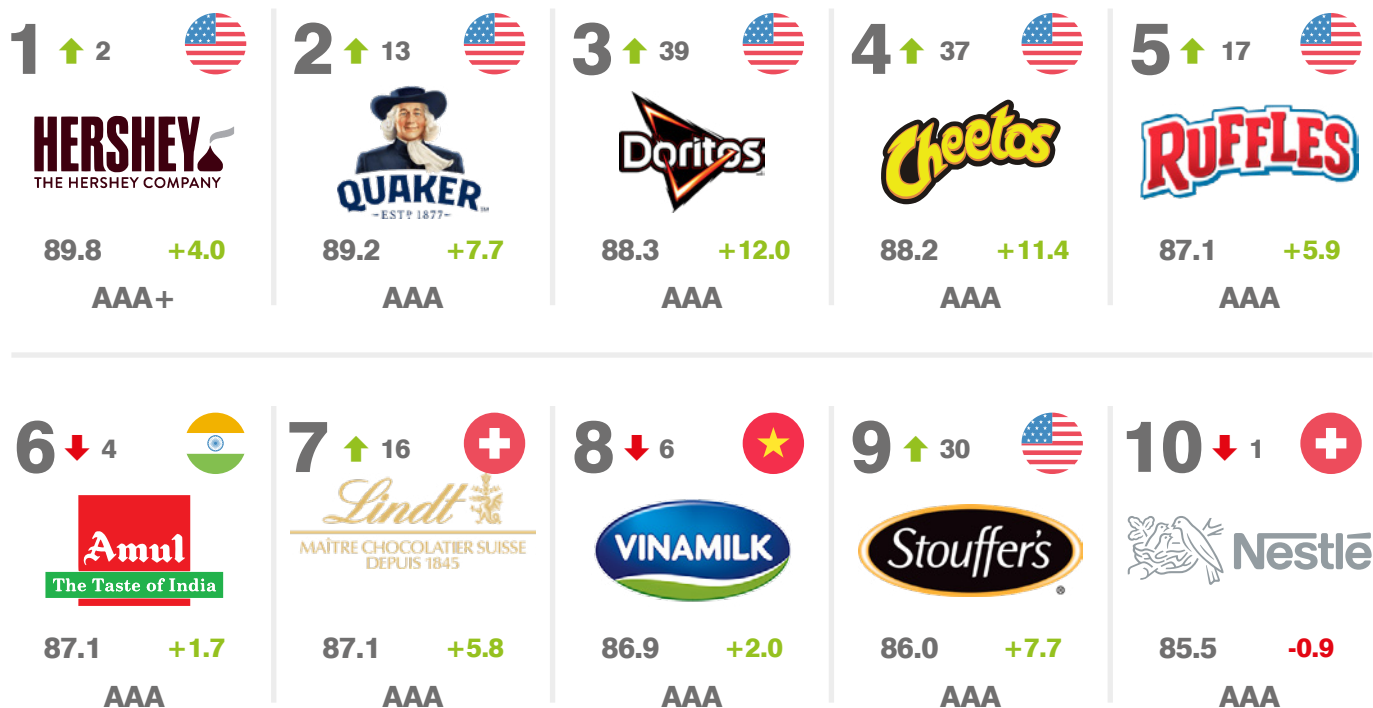 1 2
HERSHEY
THE HERSHEY COMPANY
89.8 +4.0
AAA+
2 13
QUAKER
-ESTD 1877-
89.2 +7.7
AAA
3 39
Doritos
88.3 +12.0
AAA
4 37
Cheetos
88.2 +11.4
AAA
5 17
RUFFLES
87.1 +5.9
AAA
6 4
Amul
The Taste of India
87.1 +1.7
AAA
7 16
Lindt
MAÎTRE CHOCOLATIER SUISSE
DEPUIS 1845
87.1 +5.8
AAA
8 6
VINAMILK
86.9 +2.0
AAA
9 30
Stouffer's
®
86.0 +7.7
AAA
10 1
Nestlé
85.5 -0.9
AAA